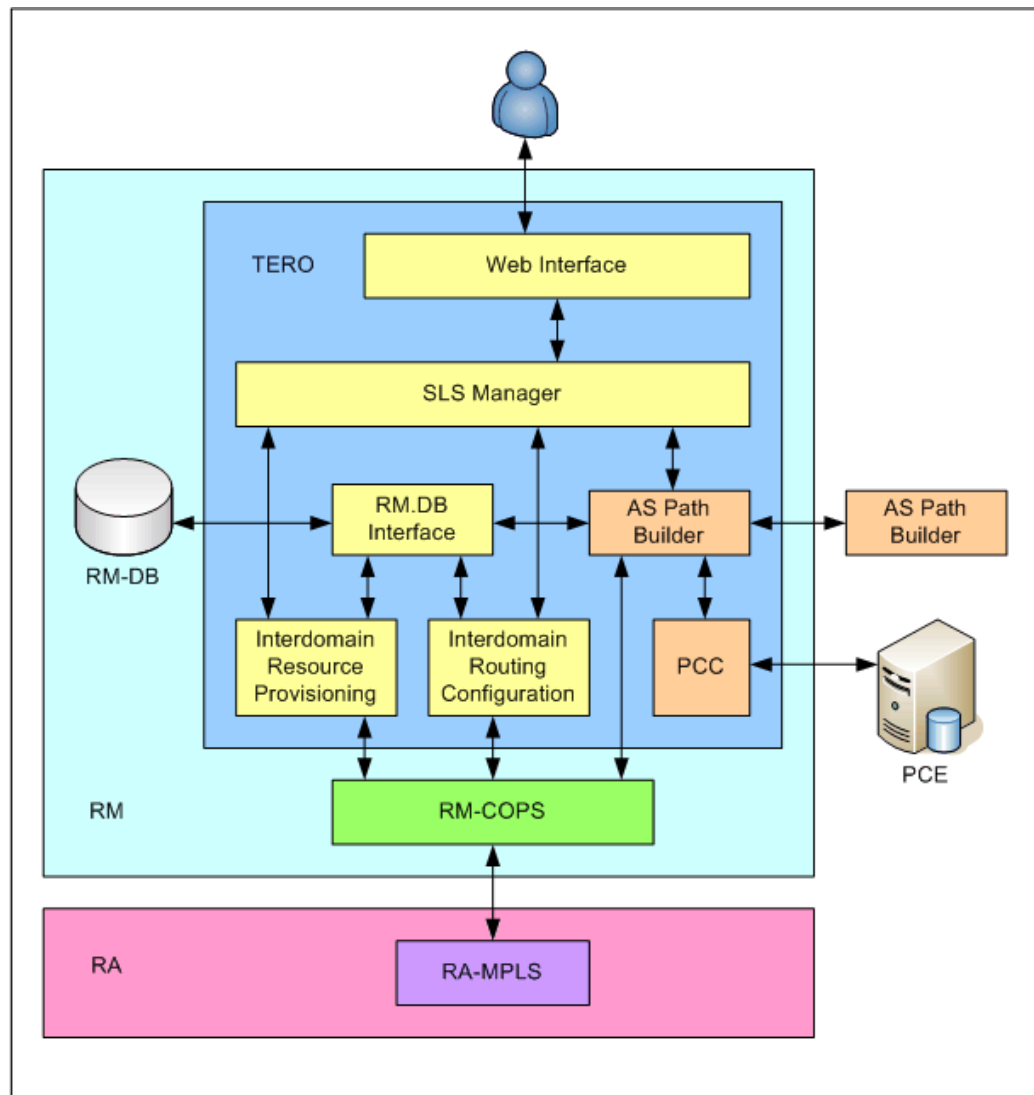 TERO
Web Interface
SLS Manager
RM-DB
RM.DB
Interface
AS Path
Builder
AS Path
Builder
Interdomain
Resource
Provisioning
Interdomain
Routing
Configuration
PCC
PCE
RM
RM-COPS
RA
RA-MPLS